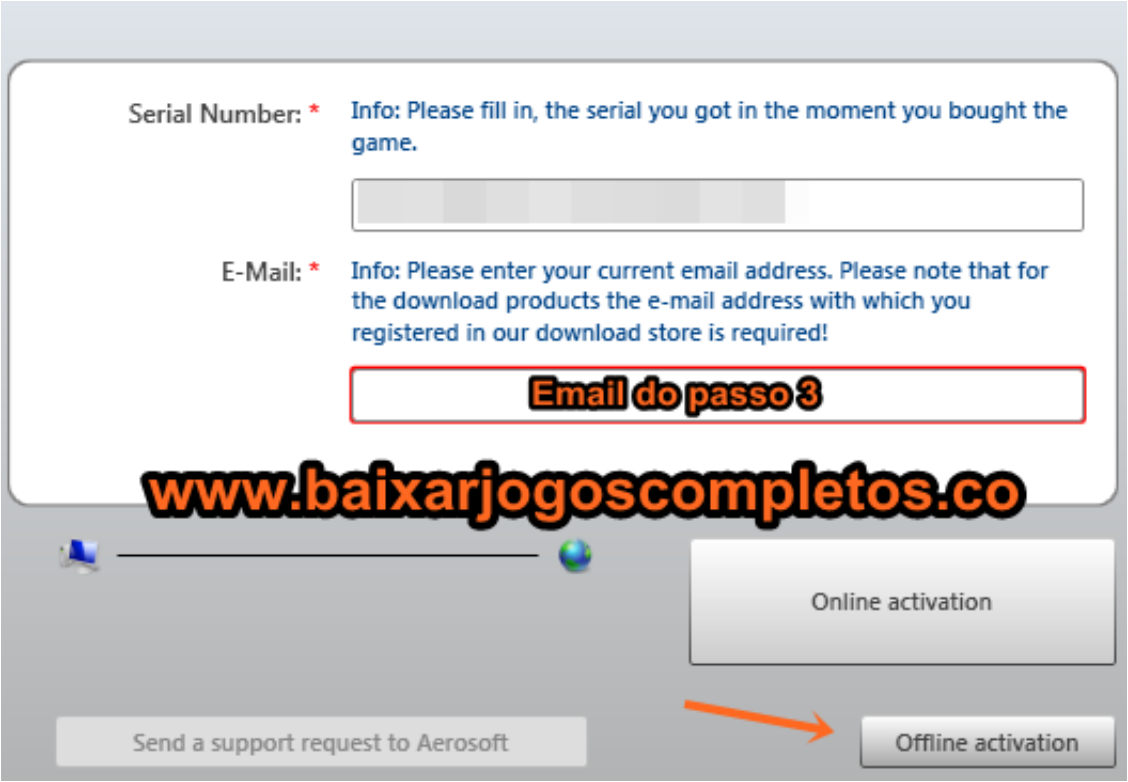 Serial Number: *
Info: Please fill in, the serial you got in the moment you bought the
game.
E-Mail: *
Info: Please enter your current email address. Please note that for
the download products the e-mail address with which you
registered in our download store is required!
Email do passo 3
www.baixarjogoscompletos.co
Online activation
Send a support request to Aerosoft
Offline activation